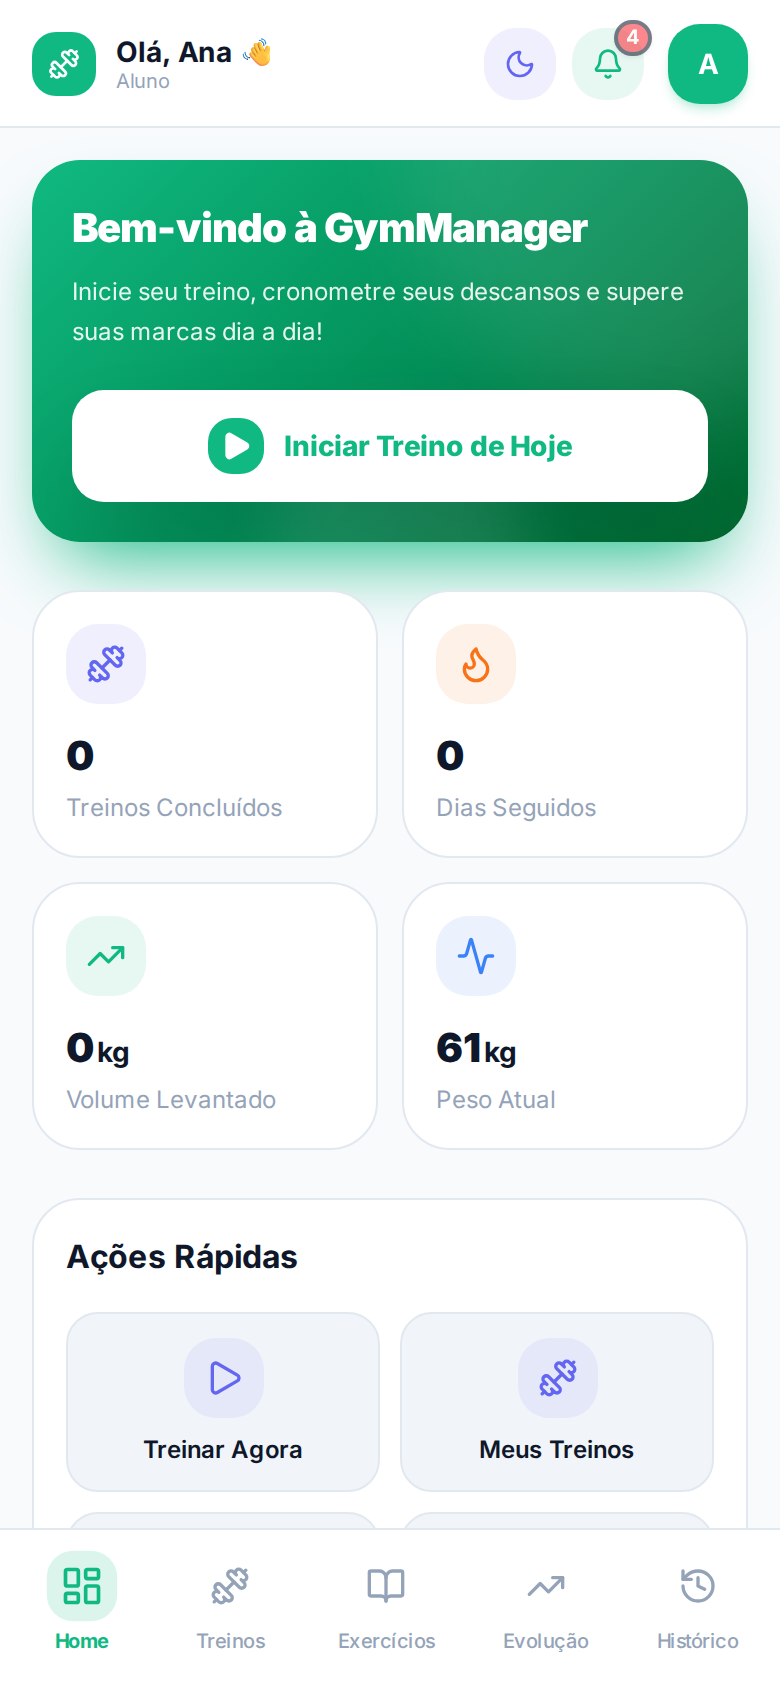 Olá, Ana 👋
Aluno
4
A
Bem-vindo à GymManager
Inicie seu treino, cronometre seus descansos e supere
suas marcas dia a dia!
Iniciar Treino de Hoje
0
Treinos Concluídos
0
Dias Seguidos
0kg
Volume Levantado
61kg
Peso Atual
Ações Rápidas
Treinar Agora
Meus Treinos
Home
Treinos
Exercícios
Evolução
Histórico